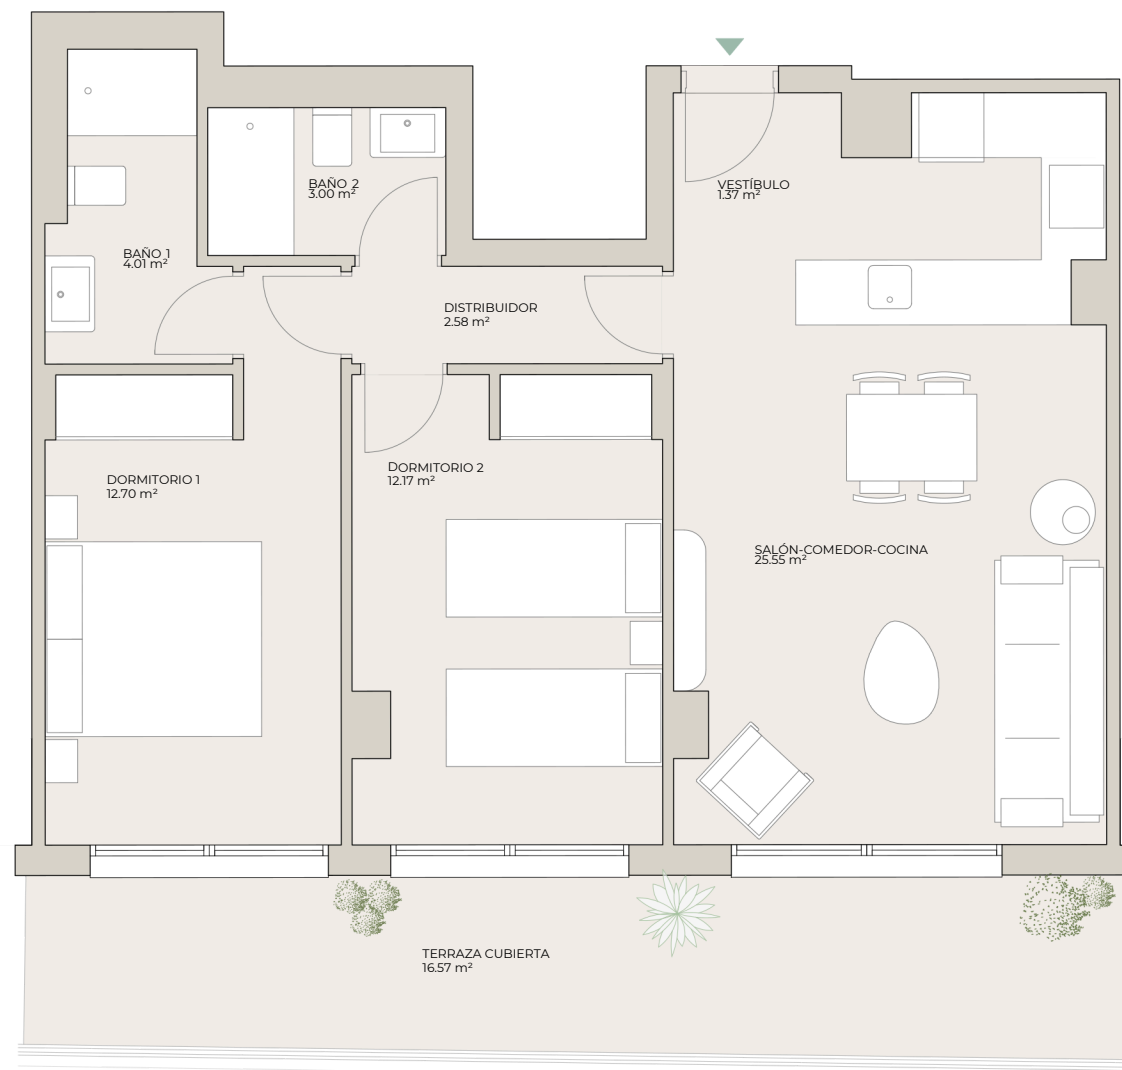 BAÑO 2
3.00 m²
VESTÍBULO
1.37 m²
BAÑO 1
4.01 m²
DISTRIBUIDOR
2.58 m²
DORMITORIO 1
12.70 m²
DORMITORIO 2
12.17 m²
SALÓN-COMEDOR-COCINA
25.55 m²
TERRAZA CUBIERTA
16.57 m²